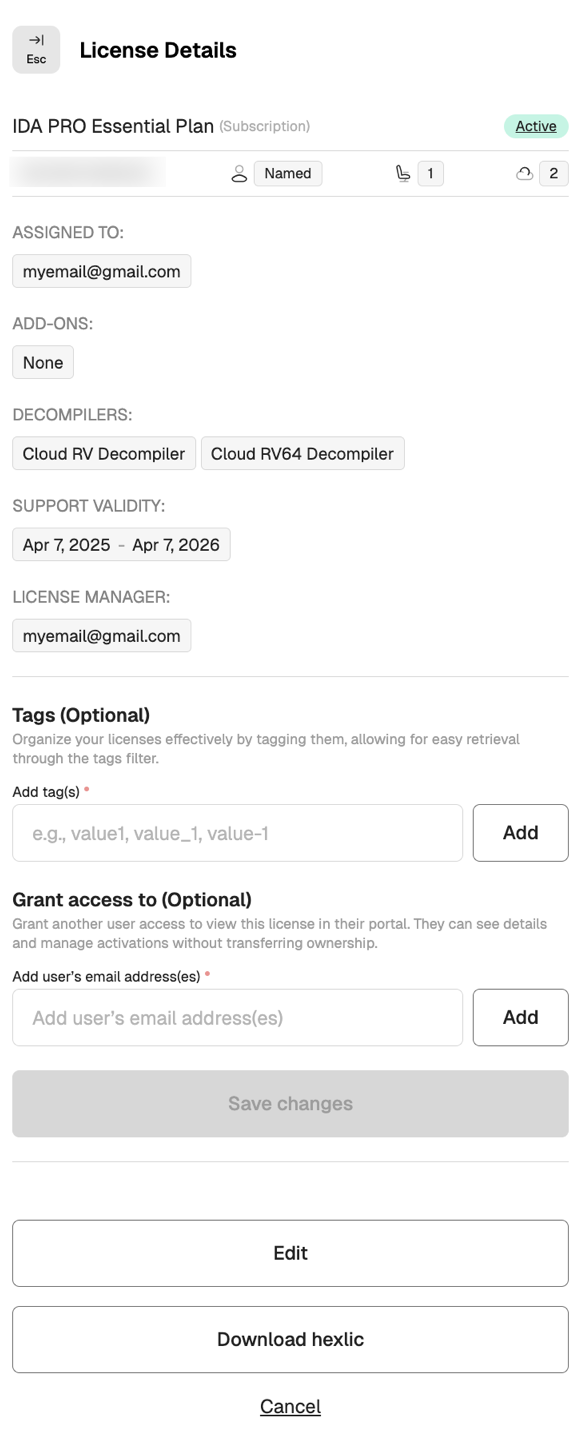 Esc
License Details
IDA PRO Essential Plan (Subscription)
Active
Named
1
2
ASSIGNED TO:
myemail@gmail.com
ADD-ONS:
None
DECOMPILERS:
Cloud RV Decompiler
Cloud RV64 Decompiler
SUPPORT VALIDITY:
Apr 7, 2025 - Apr 7, 2026
LICENSE MANAGER:
myemail@gmail.com
Tags (Optional)
Organize your licenses effectively by tagging them, allowing for easy retrieval
through the tags filter.
Add tag(s) *
e.g., value1, value_1, value-1
Add
Grant access to (Optional)
Grant another user access to view this license in their portal. They can see details
and manage activations without transferring ownership.
Add user's email address(es) *
Add user's email address(es)
Add
Save changes
Edit
Download hexlic
Cancel